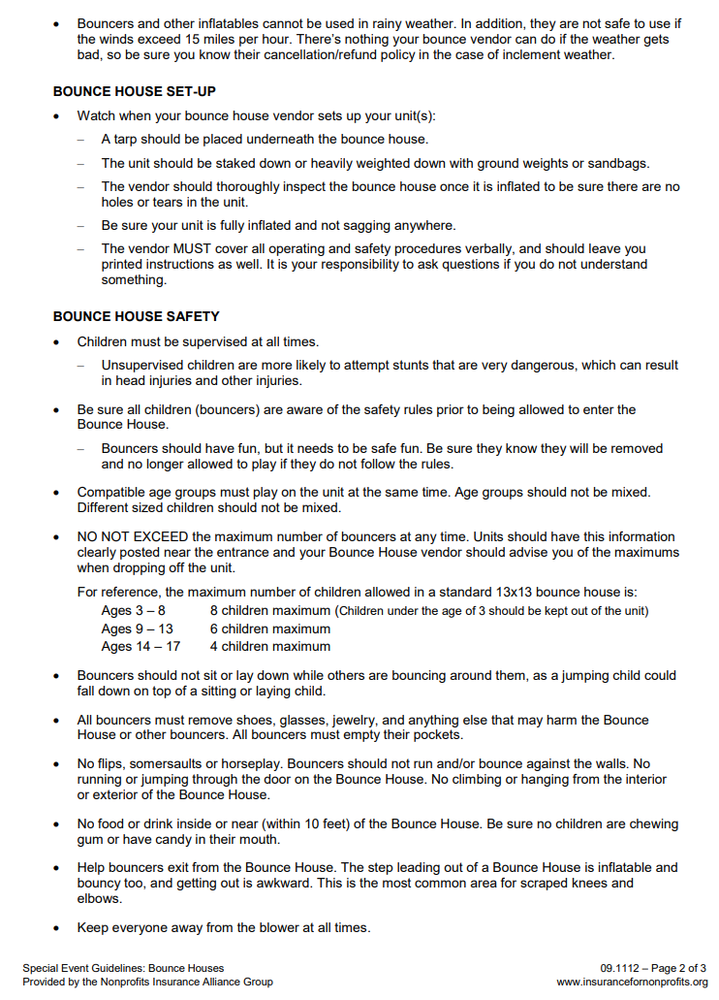 • Bouncers and other inflatables cannot be used in rainy weather. In addition, they are not safe to use if
the winds exceed 15 miles per hour. There's nothing your bounce vendor can do if the weather gets
bad, so be sure you know their cancellation/refund policy in the case of inclement weather.
BOUNCE HOUSE SET-UP
• Watch when your bounce house vendor sets up your unit(s):
– A tarp should be placed underneath the bounce house.
– The unit should be staked down or heavily weighted down with ground weights or sandbags.
– The vendor should thoroughly inspect the bounce house once it is inflated to be sure there are no
holes or tears in the unit.
– Be sure your unit is fully inflated and not sagging anywhere.
– The vendor MUST cover all operating and safety procedures verbally, and should leave you
printed instructions as well. It is your responsibility to ask questions if you do not understand
something.
BOUNCE HOUSE SAFETY
• Children must be supervised at all times.
– Unsupervised children are more likely to attempt stunts that are very dangerous, which can result
in head injuries and other injuries.
• Be sure all children (bouncers) are aware of the safety rules prior to being allowed to enter the
Bounce House.
– Bouncers should have fun, but it needs to be safe fun. Be sure they know they will be removed
and no longer allowed to play if they do not follow the rules.
• Compatible age groups must play on the unit at the same time. Age groups should not be mixed.
Different sized children should not be mixed.
• NO NOT EXCEED the maximum number of bouncers at any time. Units should have this information
clearly posted near the entrance and your Bounce House vendor should advise you of the maximums
when dropping off the unit.
For reference, the maximum number of children allowed in a standard 13x13 bounce house is:
Ages 3 – 8 8 children maximum (Children under the age of 3 should be kept out of the unit)
Ages 9 – 13 6 children maximum
Ages 14 – 17 4 children maximum
• Bouncers should not sit or lay down while others are bouncing around them, as a jumping child could
fall down on top of a sitting or laying child.
• All bouncers must remove shoes, glasses, jewelry, and anything else that may harm the Bounce
House or other bouncers. All bouncers must empty their pockets.
• No flips, somersaults or horseplay. Bouncers should not run and/or bounce against the walls. No
running or jumping through the door on the Bounce House. No climbing or hanging from the interior
or exterior of the Bounce House.
• No food or drink inside or near (within 10 feet) of the Bounce House. Be sure no children are chewing
gum or have candy in their mouth.
• Help bouncers exit from the Bounce House. The step leading out of a Bounce House is inflatable and
bouncy too, and getting out is awkward. This is the most common area for scraped knees and
elbows.
• Keep everyone away from the blower at all times.
Special Event Guidelines: Bounce Houses 09.1112 – Page 2 of 3
Provided by the Nonprofits Insurance Alliance Group www.insurancefornonprofits.org